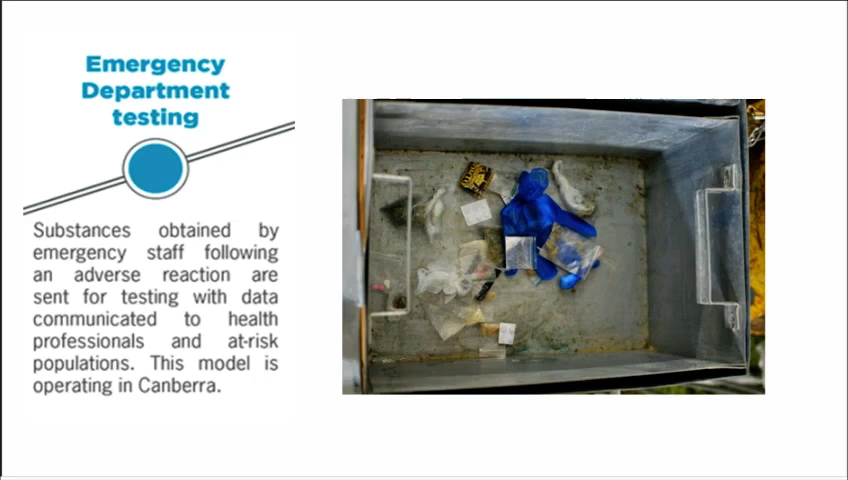 Emergency
Department
testing
Substances obtained by
emergency staff following
an adverse reaction are
sent for testing with data
communicated to health
professionals and at-risk
populations. This model is
operating in Canberra.